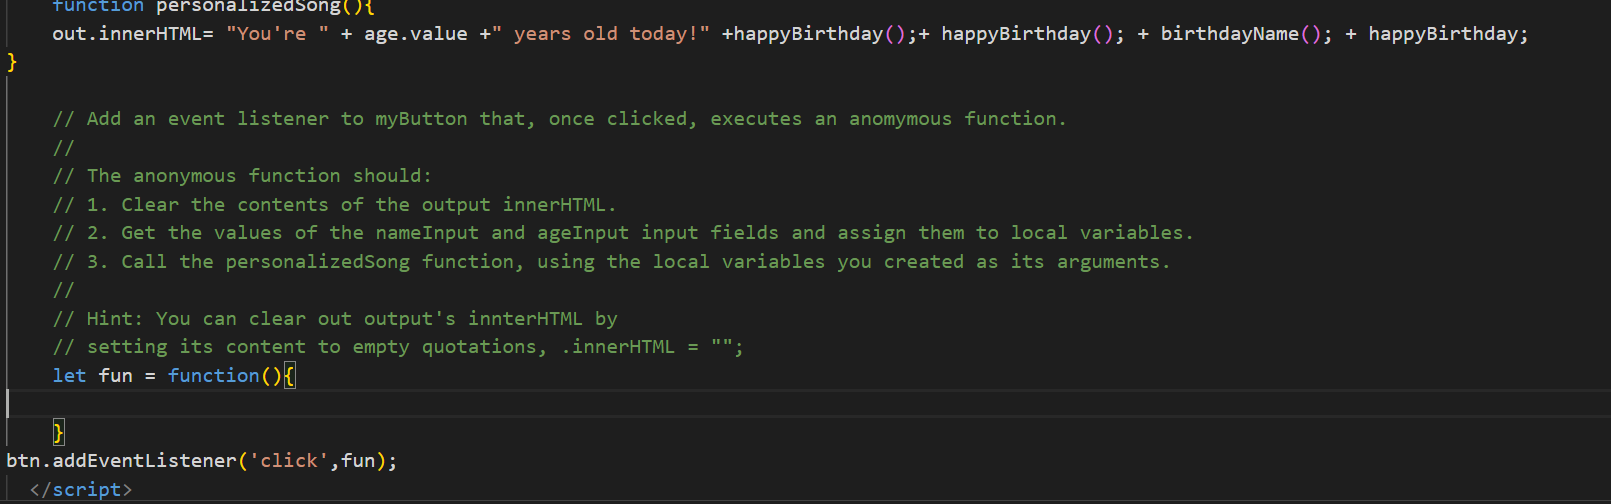 function personalizedSong(){
out.innerHTML= "You're " + age.value +" years old today!" +happyBirthday();+ happyBirthday(); + birthdayName(); + happyBirthday;
}
// Add an event listener to myButton that, once clicked, executes an anomymous function.
//
// The anonymous function should:
// 1. Clear the contents of the output innerHTML.
// 2. Get the values of the nameInput and ageInput input fields and assign them to local variables.
// 3. Call the personalizedSong function, using the local variables you created as its arguments.
//
// Hint: You can clear out output's innterHTML by
// setting its content to empty quotations, .innerHTML = "";
let fun = function(){
}
btn.addEventListener('click',fun);
</script>